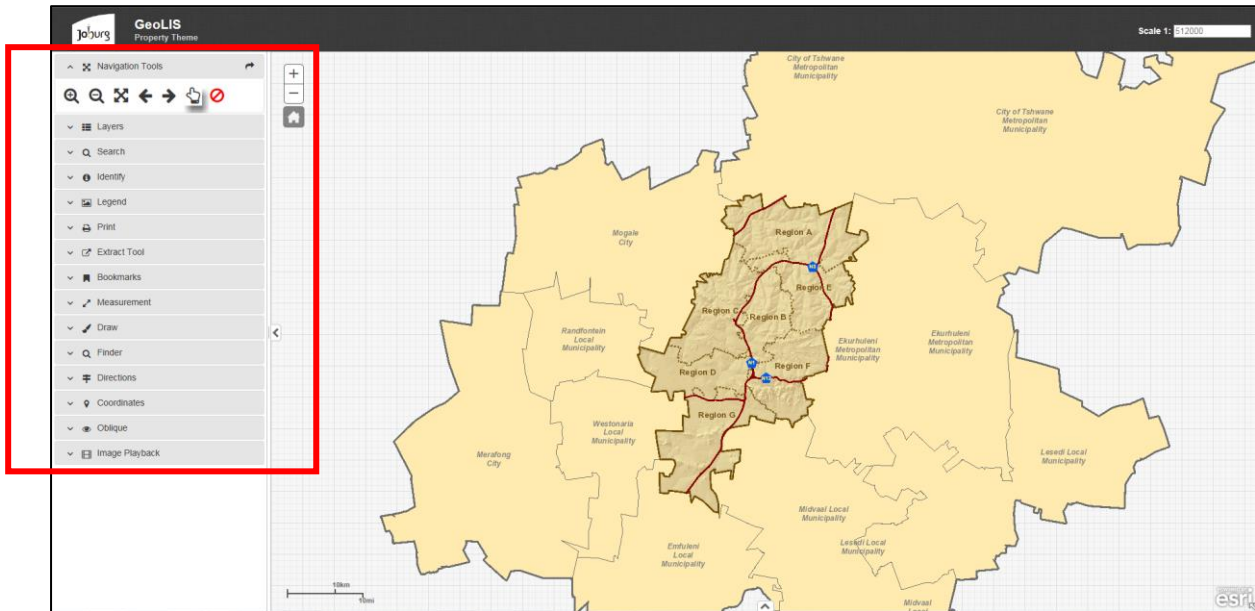 Joburg
GeoLIS
Property Theme
Scale 1: 512000
Navigation Tools
Layers
Search
Identify
Legend
Print
Extract Tool
Bookmarks
Measurement
Draw
Finder
Directions
Coordinates
Oblique
Image Playback
+
−
City of Tshwane
Metropolitan
Municipality
City of Tshwane
Metropolitan
Municipality
Mogale
City
Region A
Region E
Region C
Region B
Randfontein
Local
Municipality
Ekurhuleni
Metropolitan
Municipality
Ekurhuleni
Metropolitan
Municipality
M1
Region D
Region F
Region G
Westonaria
Local
Municipality
Merafong
City
Lesedi Local
Municipality
Midvaal Local
Municipality
Lesedi Local
Municipality
Emfuleni
Local
Municipality
Midvaal
10km
10mi
esri